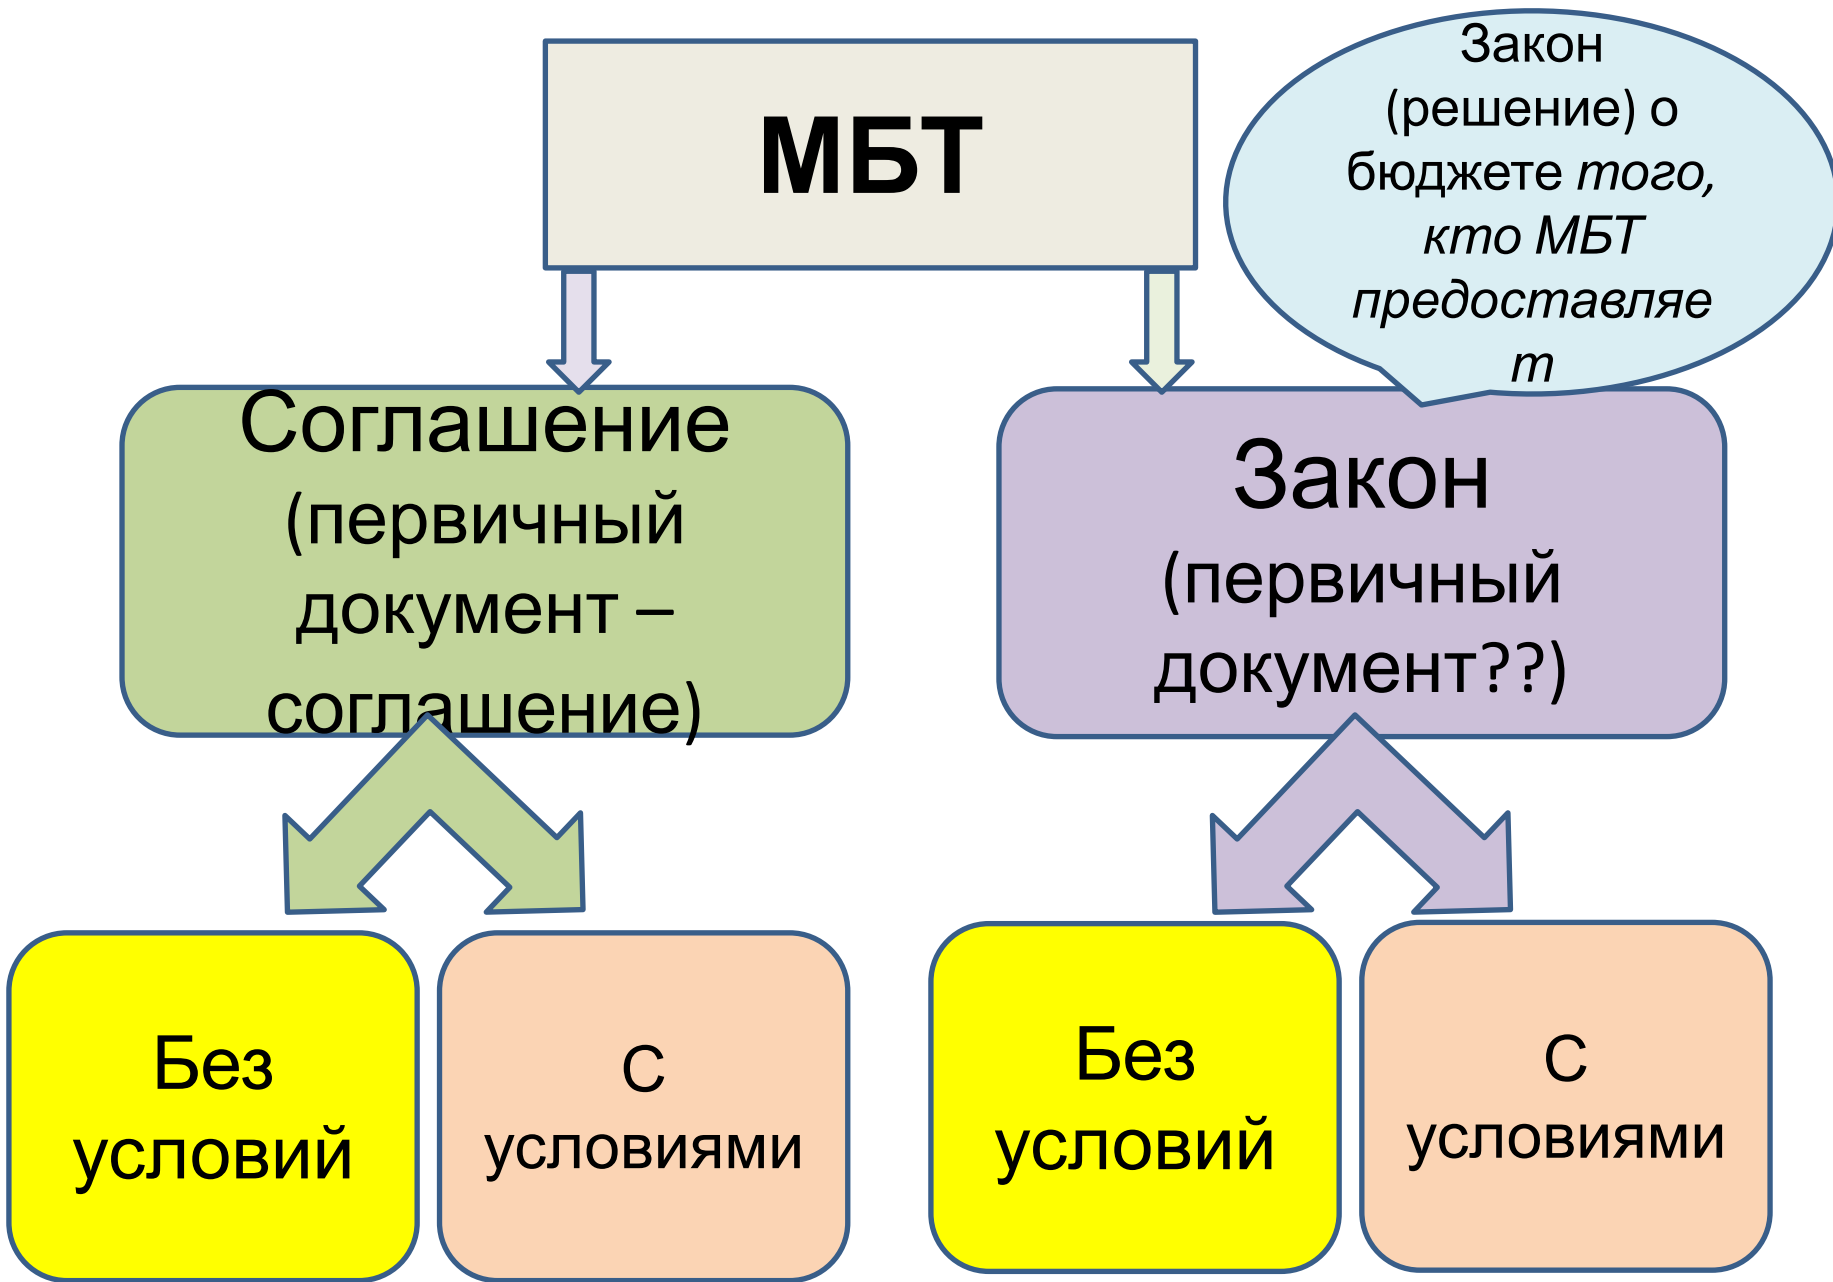 МБТ
Закон
(решение) о
бюджете того,
кто МБТ
предоставляе
т
Соглашение
(первичный
документ –
соглашение)
Закон
(первичный
документ??)
Без
условий
С
условиями
Без
условий
С
условиями